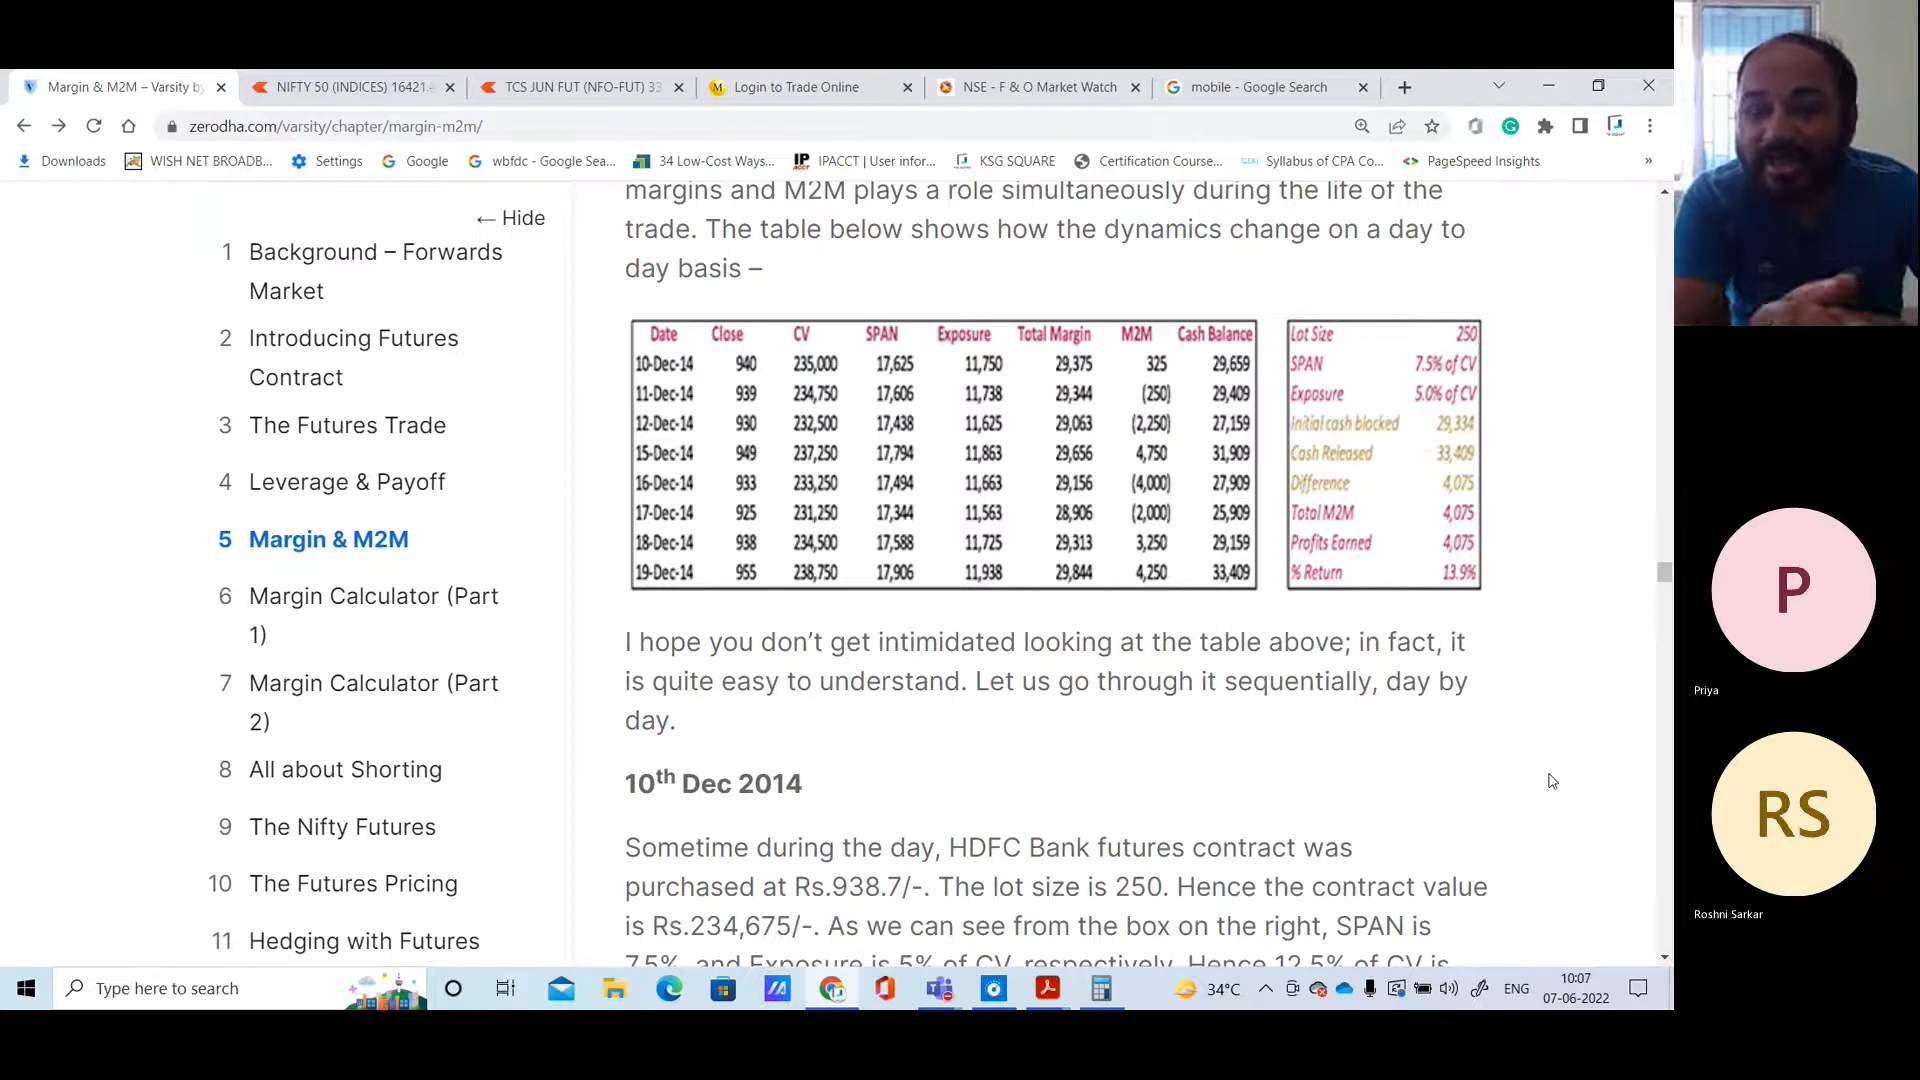 Margin & M2M – Varsity by
NIFTY 50 (INDICES) 16421.
TCS JUN FUT (NFO-FUT) 33
Login to Trade Online
NSE - F & O Market Watch
mobile - Google Search
zerodha.com/varsity/chapter/margin-m2m/
Downloads
WISH NET BROADB...
Settings
Google
wbfdc - Google Sea...
34 Low-Cost Ways...
IPACCT | User infor...
KSG SQUARE
Certification Course...
Syllabus of CPA Co...
PageSpeed Insights
← Hide
1 Background – Forwards
Market
2 Introducing Futures
Contract
3 The Futures Trade
4 Leverage & Payoff
5 Margin & M2M
6 Margin Calculator (Part
1)
7 Margin Calculator (Part
2)
8 All about Shorting
9 The Nifty Futures
10 The Futures Pricing
11 Hedging with Futures
margins and M2M plays a role simultaneously during the life of the
trade. The table below shows how the dynamics change on a day to
day basis –
Date Close CV SPAN Exposure Total Margin M2M Cash Balance
10-Dec-14 940 235,000 17,625 11,750 29,375 325 29,659
11-Dec-14 939 234,750 17,606 11,738 29,344 (250) 29,409
12-Dec-14 930 232,500 17,438 11,625 29,063 (2,250) 27,159
15-Dec-14 949 237,250 17,794 11,863 29,656 4,750 31,909
16-Dec-14 933 233,250 17,494 11,663 29,156 (4,000) 27,909
17-Dec-14 925 231,250 17,344 11,563 28,906 (2,000) 25,909
18-Dec-14 938 234,500 17,588 11,725 29,313 3,250 29,159
19-Dec-14 955 238,750 17,906 11,938 29,844 4,250 33,409
Lot Size 250
SPAN 7.5% of CV
Exposure 5.0% of CV
Initial cash blocked 29,334
Cash Released 33,409
Difference 4,075
Total M2M 4,075
Profits Earned 4,075
% Return 13.9%
I hope you don’t get intimidated looking at the table above; in fact, it
is quite easy to understand. Let us go through it sequentially, day by
day.
10th Dec 2014
Sometime during the day, HDFC Bank futures contract was
purchased at Rs.938.7/-. The lot size is 250. Hence the contract value
is Rs.234,675/-. As we can see from the box on the right, SPAN is
7.5%, and Exposure is 5% of CV, respectively. Hence 12.5% of CV is
P
Priya
RS
Roshni Sarkar
Type here to search
34°C
ENG
10:07
07-06-2022